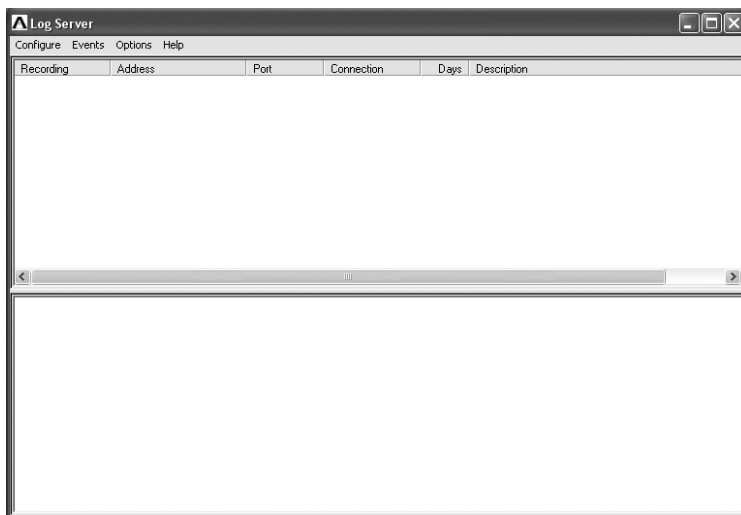 Log Server
Configure Events Options Help
Recording Address Port Connection Days Description